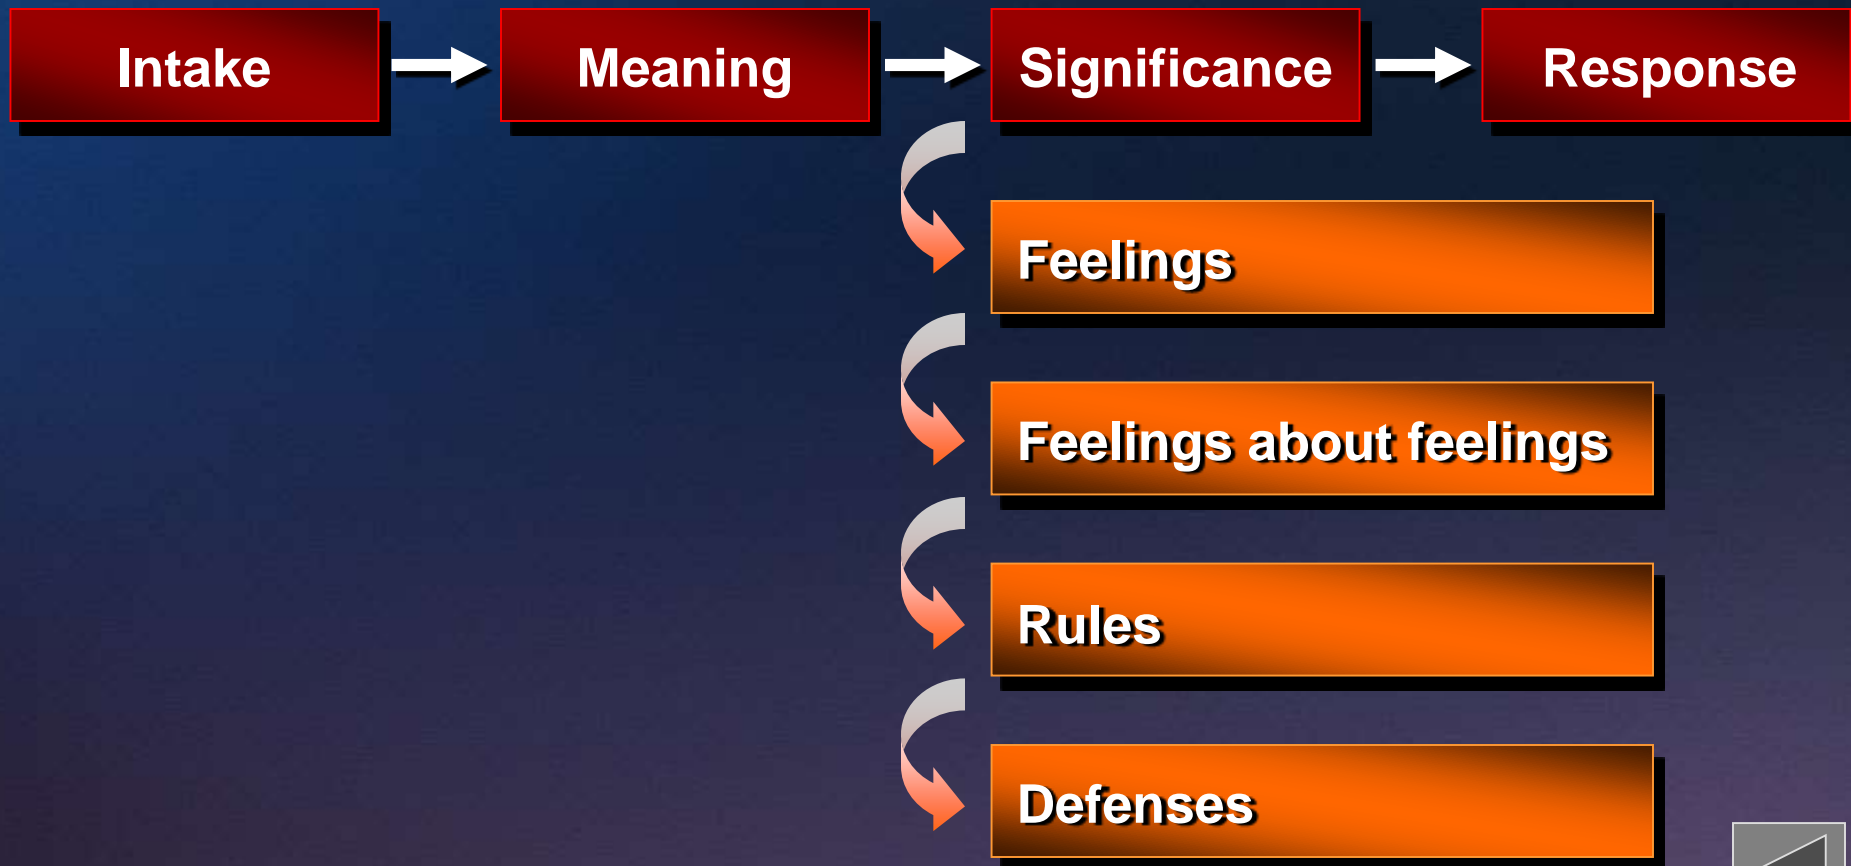 Intake
Meaning
Significance
Response
Feelings
Feelings about feelings
Rules
Defenses